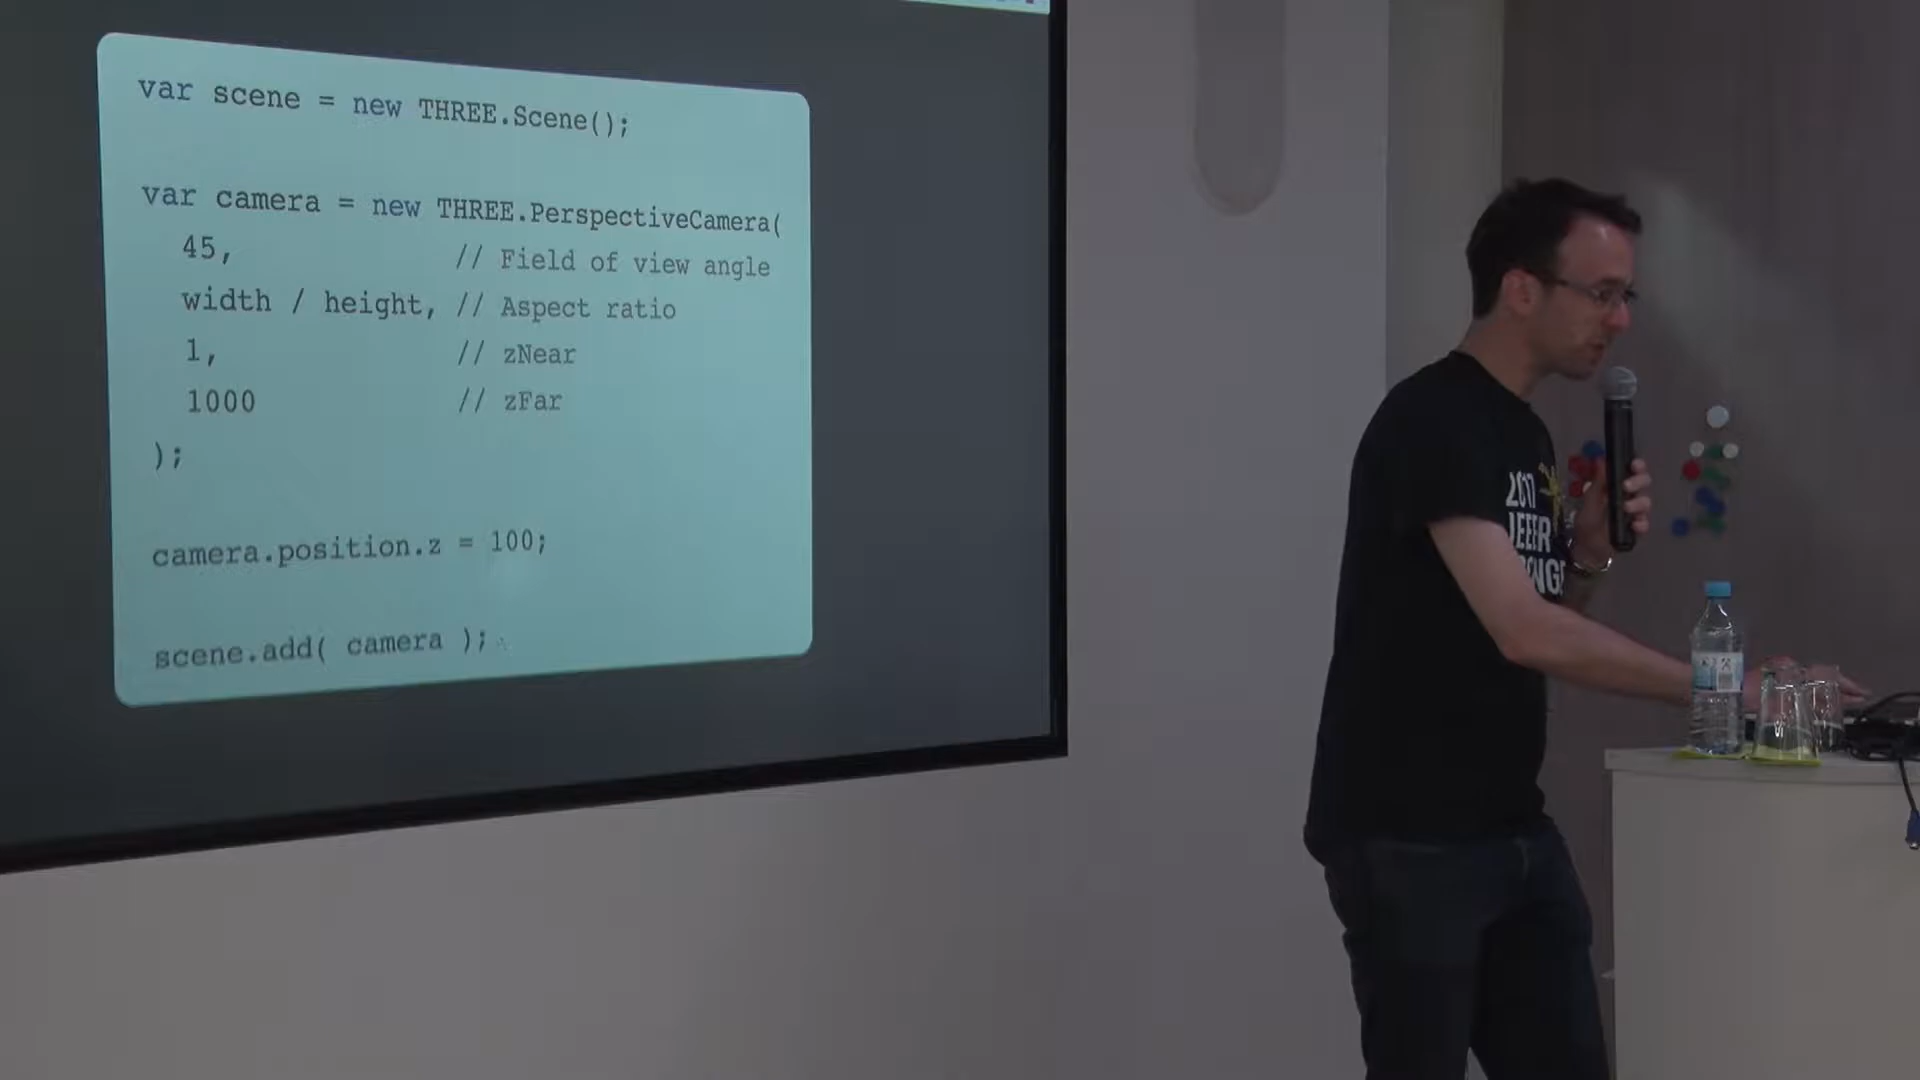 var scene = new THREE.Scene();
var camera = new THREE.PerspectiveCamera(
45, // Field of view angle
width / height, // Aspect ratio
1, // zNear
1000 // zFar
);
camera.position.z = 100;
scene.add( camera );
2017